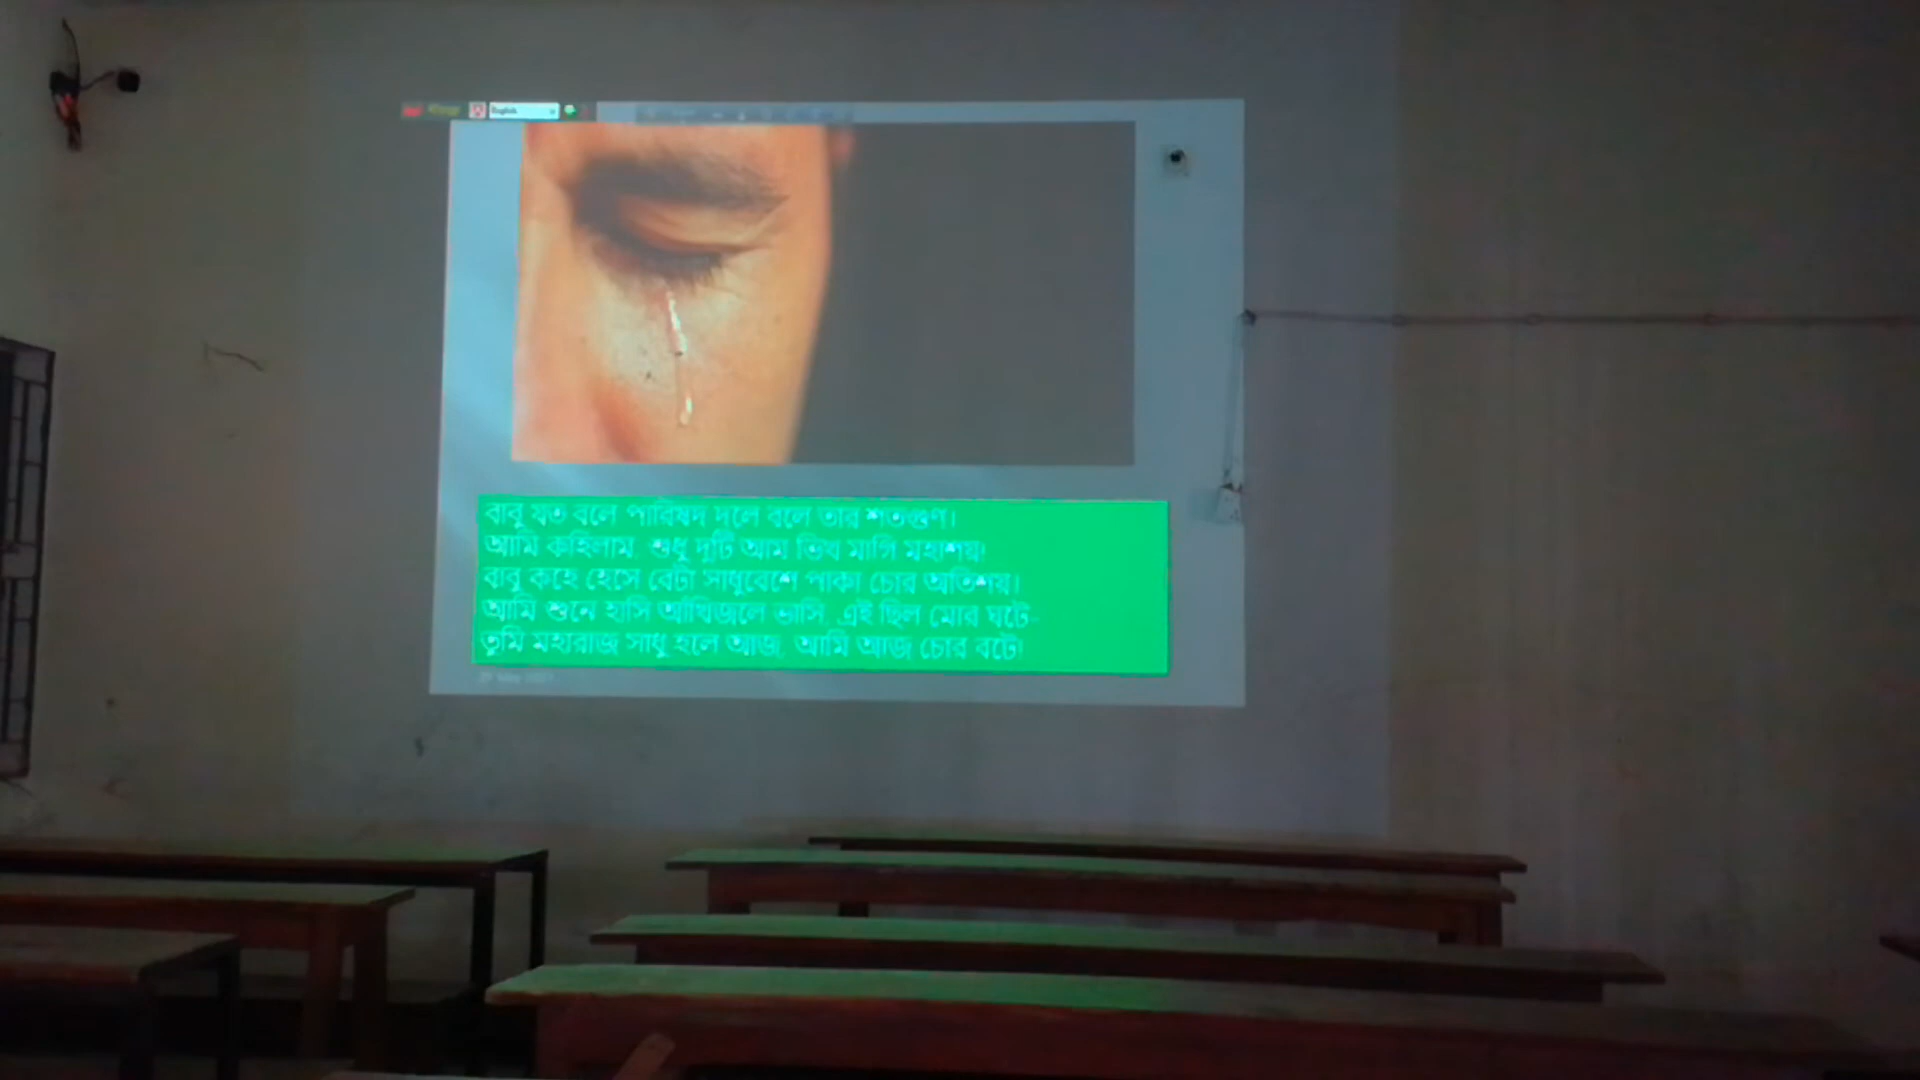 English
বাবু যত বলে পারিষদ দলে বলে তার শতগুণ।
আমি কহিলাম, শুধু দুটি আম ভিখ মাগি মহাশয়!
বাবু কহে হেসে বেটা সাধুবেশে পাকা চোর অতিশয়।
আমি শুনে হাসি আঁখিজলে ভাসি, এই ছিল মোর ঘটে-
তুমি মহারাজ সাধু হলে আজ, আমি আজ চোর বটে!